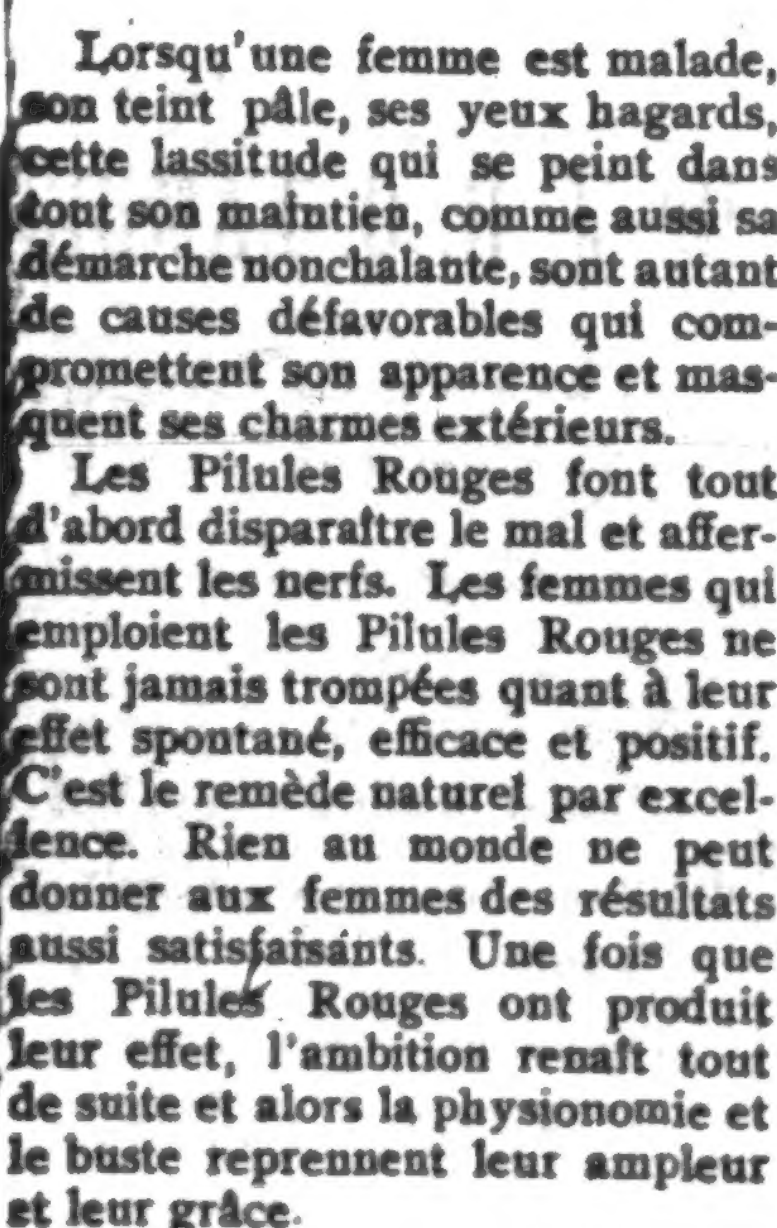 Lorsqu'une femme est malade,
son teint pâle, ses yeux hagards,
cette lassitude qui se peint dans
tout son maintien, comme aussi sa
démarche nonchalante, sont autant
de causes défavorables qui com-
promettent son apparence et mas-
quent ses charmes extérieurs.
Les Pilules Rouges font tout
d'abord disparaître le mal et affer-
missent les nerfs. Les femmes qui
emploient les Pilules Rouges ne
sont jamais trompées quant à leur
effet spontané, efficace et positif.
C'est le remède naturel par excel-
lence. Rien au monde ne peut
donner aux femmes des résultats
aussi satisfaisants. Une fois que
les Pilules Rouges ont produit
leur effet, l'ambition renaît tout
de suite et alors la physionomie et
le buste reprennent leur ampleur
et leur grâce.